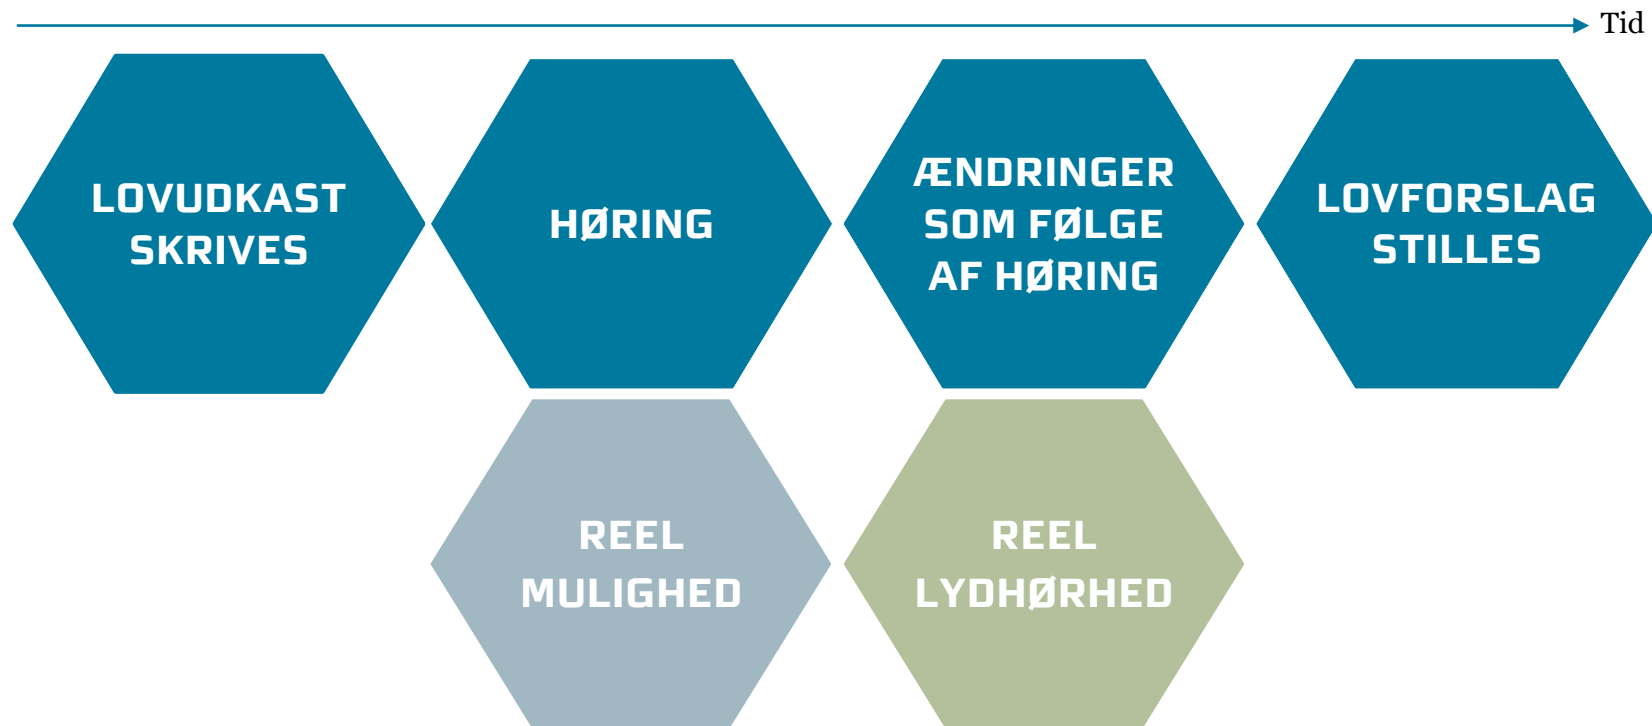 Tid
LOVUDKAST
SKRIVES
HØRING
ÆNDRINGER
SOM FØLGE
AF HØRING
LOVFORSLAG
STILLES
REEL
MULIGHED
REEL
LYDHØRHED